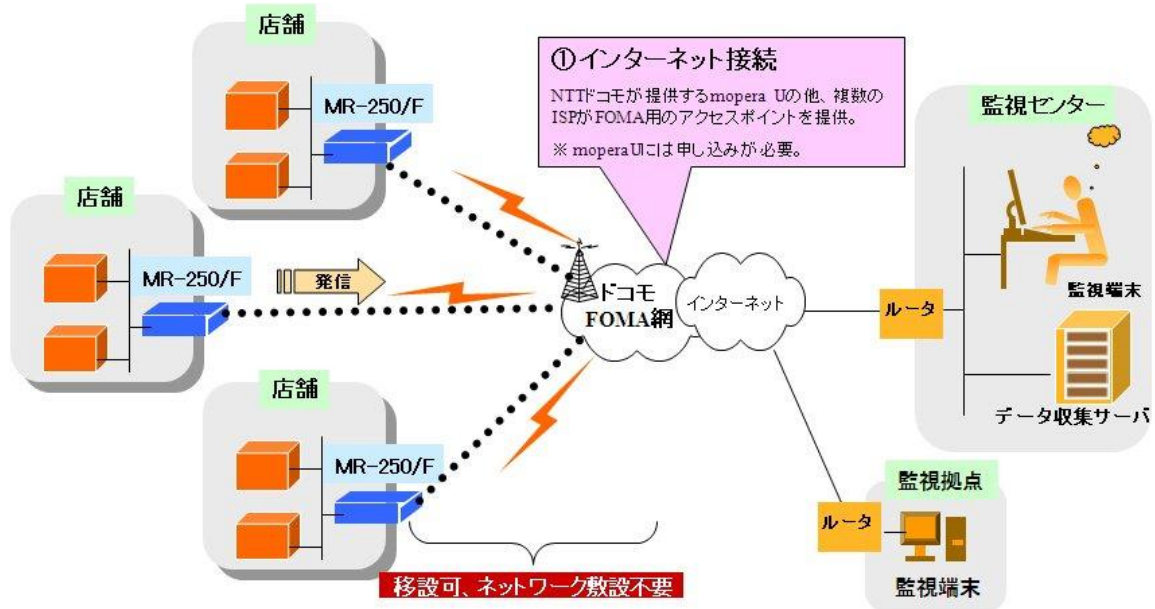 店舗
MR-250/F
店舗
MR-250/F
発信
店舗
MR-250/F
①インターネット接続
NTTドコモが提供するmopera Uの他、複数の
ISPがFOMA用のアクセスポイントを提供。
※ moperaUには申し込みが必要。
ドコモ
FOMA網
インターネット
監視センター
監視端末
ルータ
データ収集サーバ
監視拠点
ルータ
監視端末
移設可、ネットワーク敷設不要